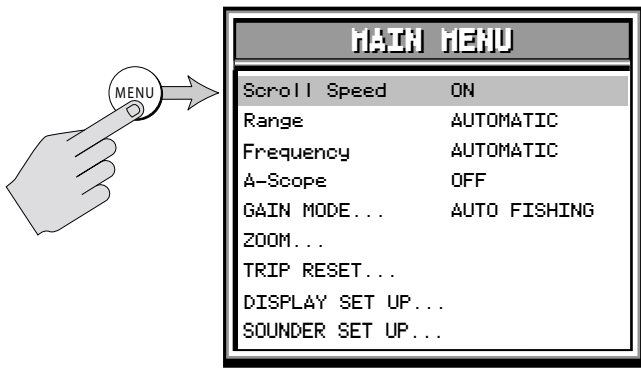 MENU
MAIN MENU
Scroll Speed ON
Range AUTOMATIC
Frequency AUTOMATIC
A-Scope OFF
GAIN MODE... AUTO FISHING
ZOOM...
TRIP RESET...
DISPLAY SET UP...
SOUNDER SET UP...